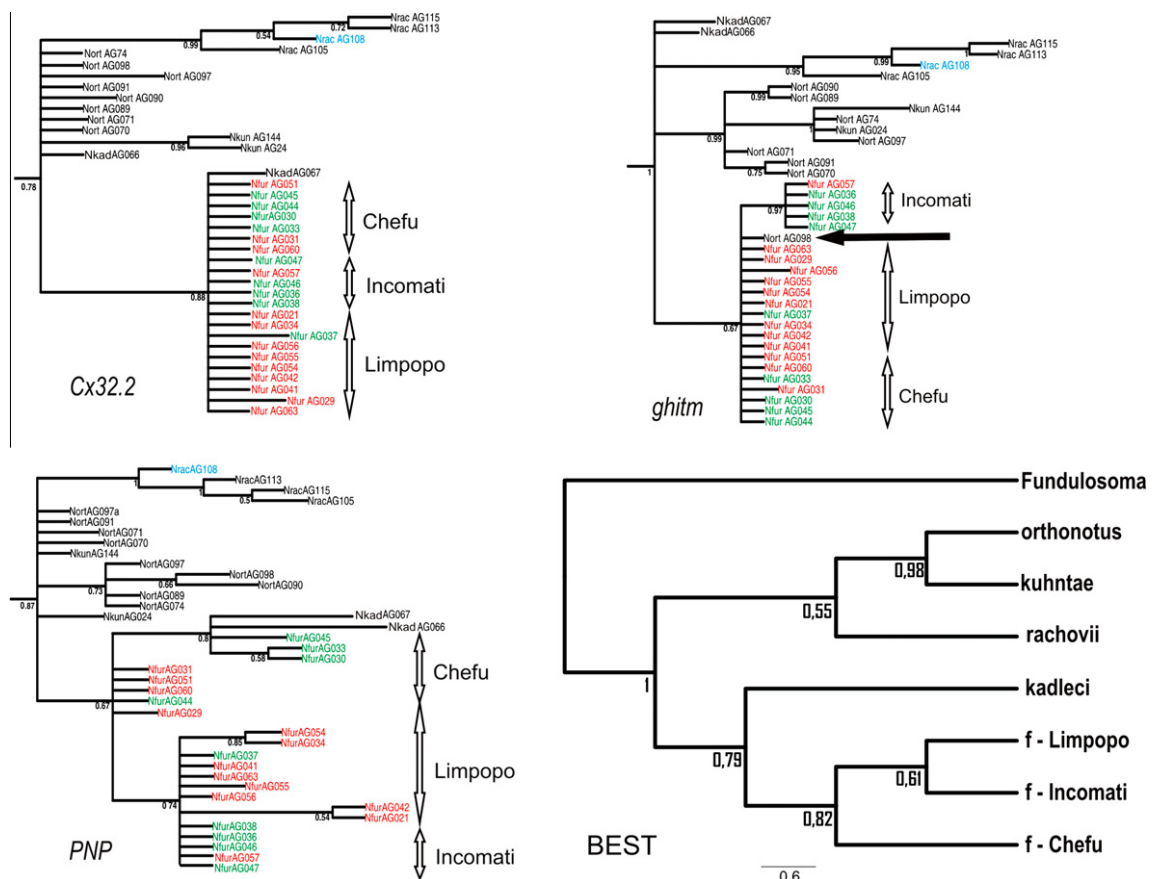 Nrac AG115
0.72
Nrac AG113
0.54
Nrac AG108
0.99
Nrac AG105
Nort AG74
Nort AG098
Nort AG097
Nort AG091
Nort AG090
Nort AG089
Nort AG071
Nort AG070
Nkun AG144
0.96
Nkun AG24
NkadAG066
0.78
NkadAG067
Nfur AG051
Nfur AG045
Nfur AG044
NfurAG030
Nfur AG033
Nfur AG031
Nfur AG060
Nfur AG047
Nfur AG057
Nfur AG046
Nfur AG036
0.88
Nfur AG038
Nfur AG021
Nfur AG034
Nfur AG037
Nfur AG056
Nfur AG055
Nfur AG054
Nfur AG042
Nfur AG041
Nfur AG029
Nfur AG063
Chefu
Incomati
Limpopo
Cx32.2
NkadAG067
NkadAG066
Nrac AG115
1
Nrac AG113
0.99
Nrac AG108
0.95
Nrac AG105
Nort AG090
0.99
Nort AG089
Nkun AG144
Nort AG74
1
Nkun AG024
Nort AG097
0.99
Nort AG071
Nort AG091
0.75
Nort AG070
1
Nfur AG057
Nfur AG036
Nfur AG046
0.97
Nfur AG038
Nfur AG047
Nort AG098
Nfur AG063
Nfur AG029
Nfur AG056
Nfur AG055
Nfur AG054
Nfur AG021
Nfur AG037
0.67
Nfur AG034
Nfur AG042
Nfur AG041
Nfur AG051
Nfur AG060
Nfur AG033
Nfur AG031
Nfur AG030
Nfur AG045
Nfur AG044
Incomati
Limpopo
Chefu
ghitm
NracAG108
1
NracAG113
1
NracAG115
0.5
NracAG105
NortAG097a
NortAG091
NortAG071
NortAG070
NkunAG144
NortAG097
NortAG098
0.66
NortAG090
0.73
NortAG089
NortAG074
0.87
NkunAG024
NkadAG067
Nkad AG066
0.8
NfurAG045
NfurAG033
0.58
NfurAG030
NfurAG031
NfurAG051
NfurAG060
0.67
NfurAG044
NfurAG029
NfurAG054
0.85
NfurAG034
NfurAG037
NfurAG041
NfurAG063
NfurAG055
0.74
NfurAG056
NfurAG042
0.54
NfurAG021
NfurAG038
NfurAG036
NfurAG046
NfurAG057
NfurAG047
Chefu
Limpopo
Incomati
PNP
Fundulosoma
orthonotus
0,98
kuhntae
0,55
rachovii
1
kadleci
0,79
f - Limpopo
0,61
f - Incomati
0,82
f - Chefu
BEST
0.6